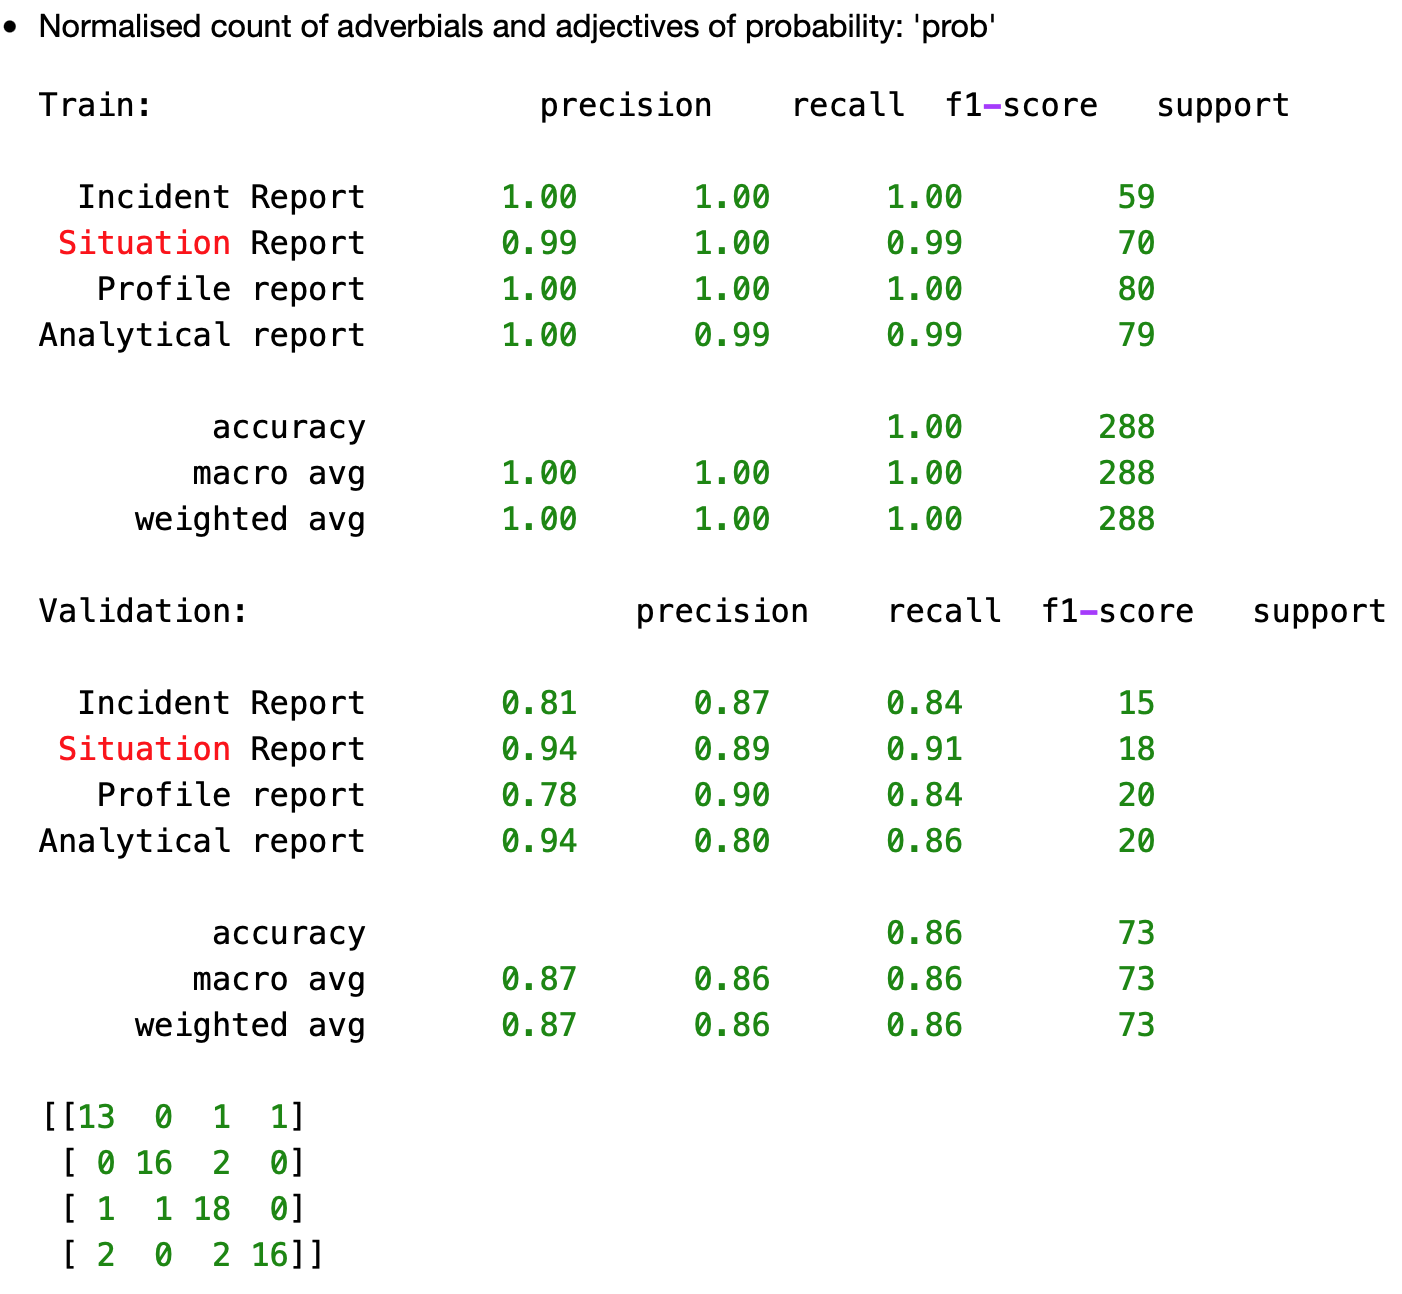 • Normalised count of adverbials and adjectives of probability: 'prob'
Train: precision recall f1-score support
Incident Report 1.00 1.00 1.00 59
Situation Report 0.99 1.00 0.99 70
Profile report 1.00 1.00 1.00 80
Analytical report 1.00 0.99 0.99 79
accuracy 1.00 288
macro avg 1.00 1.00 1.00 288
weighted avg 1.00 1.00 1.00 288
Validation: precision recall f1-score support
Incident Report 0.81 0.87 0.84 15
Situation Report 0.94 0.89 0.91 18
Profile report 0.78 0.90 0.84 20
Analytical report 0.94 0.80 0.86 20
accuracy 0.86 73
macro avg 0.87 0.86 0.86 73
weighted avg 0.87 0.86 0.86 73
[[13 0 1 1]
[ 0 16 2 0]
[ 1 1 18 0]
[ 2 0 2 16]]